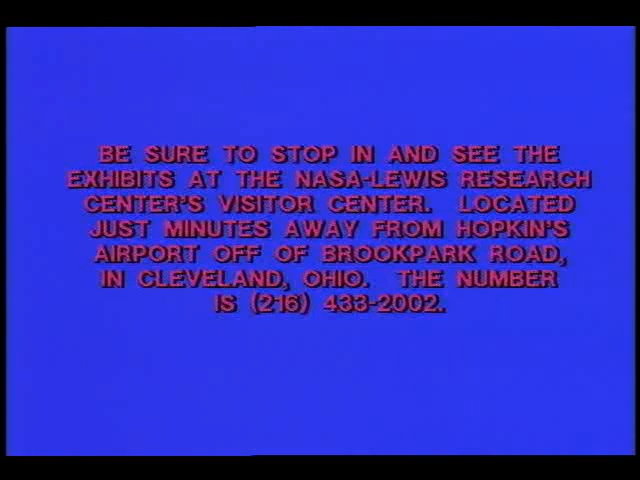 BE SURE TO STOP IN AND SEE THE
EXHIBITS AT THE NASA-LEWIS RESEARCH
CENTER'S VISITOR CENTER. LOCATED
JUST MINUTES AWAY FROM HOPKIN'S
AIRPORT OFF OF BROOKPARK ROAD,
IN CLEVELAND, OHIO. THE NUMBER
IS (216) 433-2002.